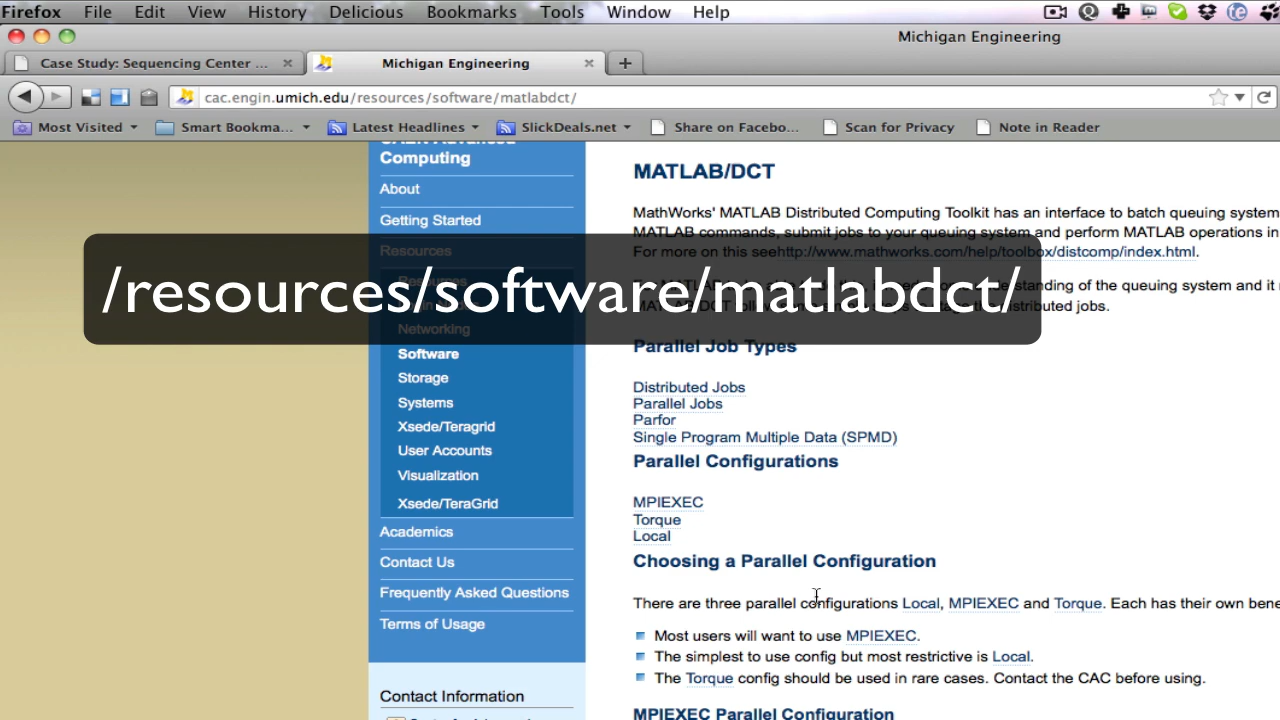 Firefox File Edit View History Delicious Bookmarks Tools Window Help
Michigan Engineering
Case Study: Sequencing Center ... Michigan Engineering
cac.engin.umich.edu/resources/software/matlabdct/
Most Visited Smart Bookma... Latest Headlines SlickDeals.net Share on Facebo... Scan for Privacy Note in Reader
Computing
About
Getting Started
Resources
/resources/software/matlabdct/
Networking
Software
Storage
Systems
Xsede/Teragrid
User Accounts
Visualization
Xsede/TeraGrid
Academics
Contact Us
Frequently Asked Questions
Terms of Usage
Contact Information
MATLAB/DCT
MathWorks' MATLAB Distributed Computing Toolkit has an interface to batch queuing system
MATLAB commands, submit jobs to your queuing system and perform MATLAB operations in
For more on this seehttp://www.mathworks.com/help/toolbox/distcomp/index.html.
standing of the queuing system and it
distributed jobs.
Parallel Job Types
Distributed Jobs
Parallel Jobs
Parfor
Single Program Multiple Data (SPMD)
Parallel Configurations
MPIEXEC
Torque
Local
Choosing a Parallel Configuration
There are three parallel configurations Local, MPIEXEC and Torque. Each has their own bene
Most users will want to use MPIEXEC.
The simplest to use config but most restrictive is Local.
The Torque config should be used in rare cases. Contact the CAC before using.
MPIEXEC Parallel Configuration